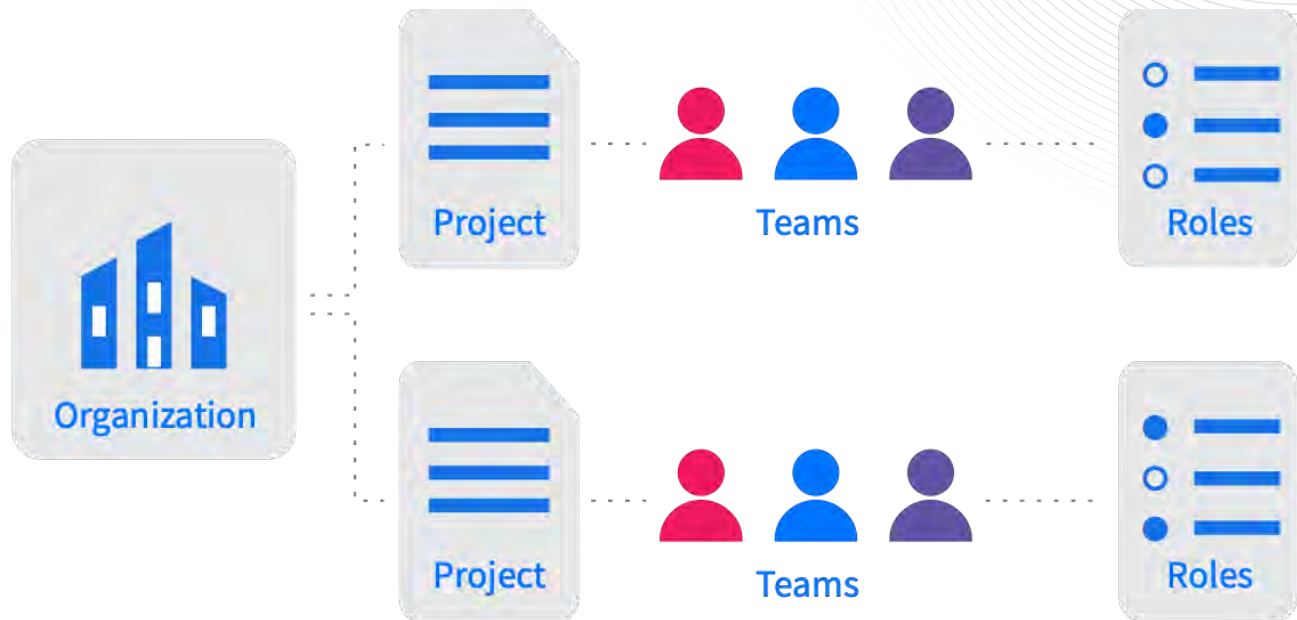 Project
Teams
Roles
Organization
Project
Teams
Roles